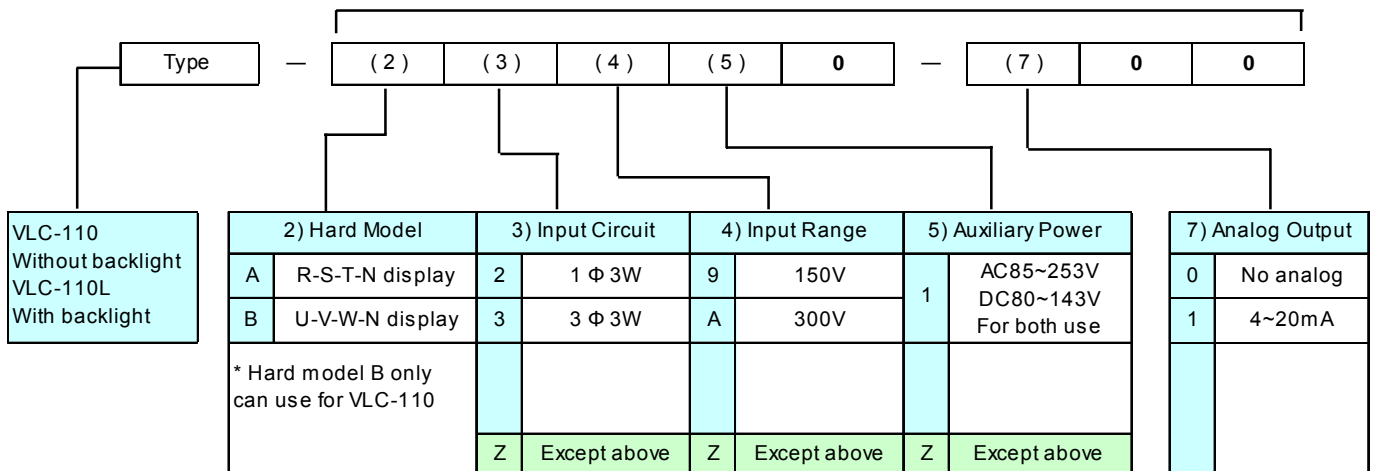 Type — ( 2 ) ( 3 ) ( 4 ) ( 5 ) 0 — ( 7 ) 0 0
VLC-110
Without backlight
VLC-110L
With backlight
2) Hard Model 3) Input Circuit 4) Input Range 5) Auxiliary Power 7) Analog Output
A R-S-T-N display 2 1 Φ 3W 9 150V 1 AC85~253V 0 No analog
DC80~143V
B U-V-W-N display 3 3 Φ 3W A 300V For both use 1 4~20mA
* Hard model B only
can use for VLC-110
Z Except above Z Except above Z Except above